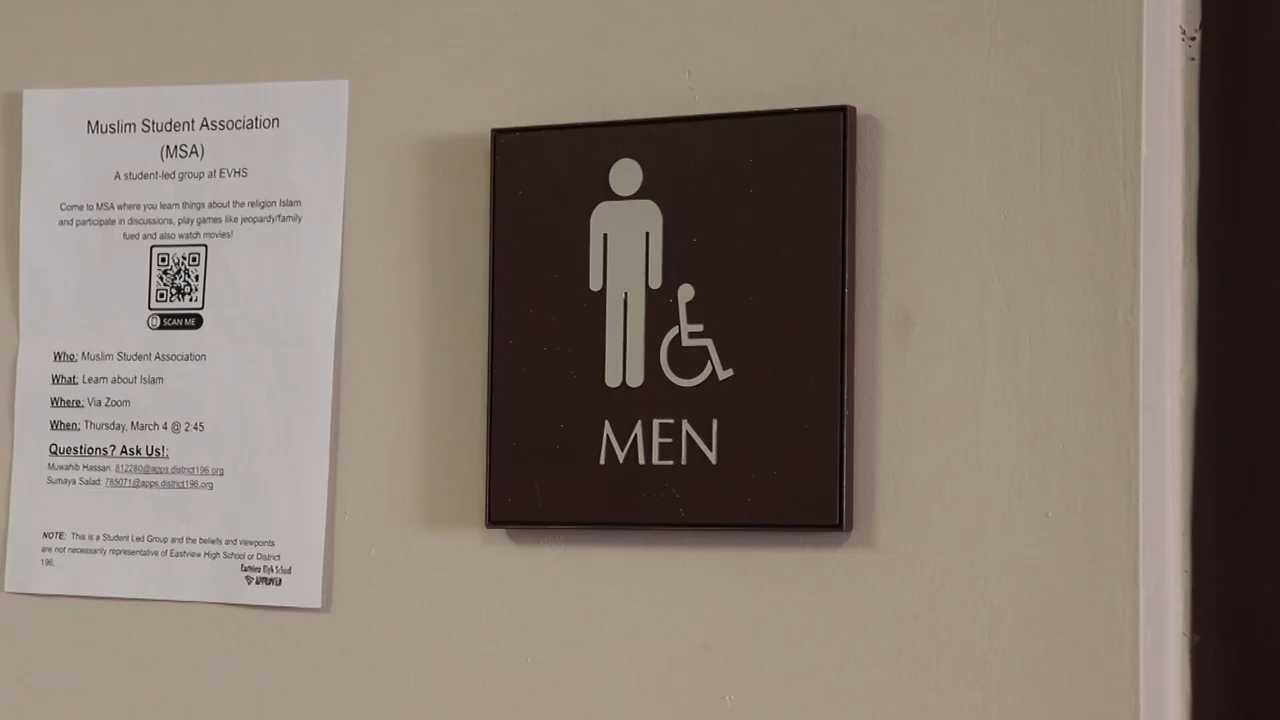 Muslim Student Association
(MSA)
A student-led group at EVHS
Come to MSA where you learn things about the religion Islam
and participate in discussions, play games like jeopardy/family
fued and also watch movies!
SCAN ME
Who: Muslim Student Association
What: Learn about Islam
Where: Via Zoom
When: Thursday, March 4 @ 2:45
Questions? Ask Us!:
Muwahib Hassan: 812280@apps.district196.org
Sumaya Salad: 785071@apps.district196.org
NOTE: This is a Student Led Group and the beliefs and viewpoints
are not necessarily representative of Eastview High School or District
196.
Eastview High School
APPROVED
MEN